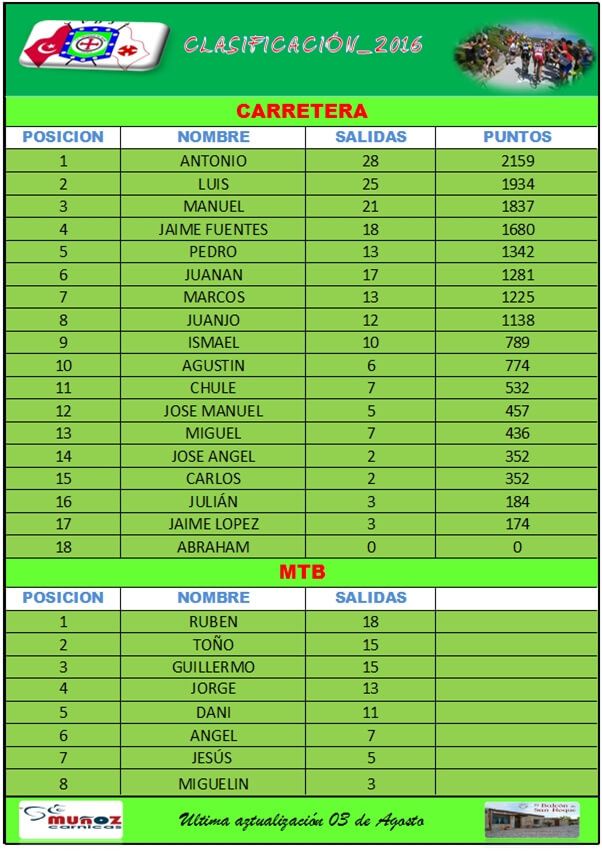 CLASIFICACIÓN_2016
CARRETERA
POSICION NOMBRE SALIDAS PUNTOS
1 ANTONIO 28 2159
2 LUIS 25 1934
3 MANUEL 21 1837
4 JAIME FUENTES 18 1680
5 PEDRO 13 1342
6 JUANAN 17 1281
7 MARCOS 13 1225
8 JUANJO 12 1138
9 ISMAEL 10 789
10 AGUSTIN 6 774
11 CHULE 7 532
12 JOSE MANUEL 5 457
13 MIGUEL 7 436
14 JOSE ANGEL 2 352
15 CARLOS 2 352
16 JULIÁN 3 184
17 JAIME LOPEZ 3 174
18 ABRAHAM 0 0
MTB
POSICION NOMBRE SALIDAS
1 RUBEN 18
2 TOÑO 15
3 GUILLERMO 15
4 JORGE 13
5 DANI 11
6 ANGEL 7
7 JESÚS 5
8 MIGUELIN 3
MUÑOZ
carnicas
Ultima aztualización 03 de Agosto
Balcón de
San Roque